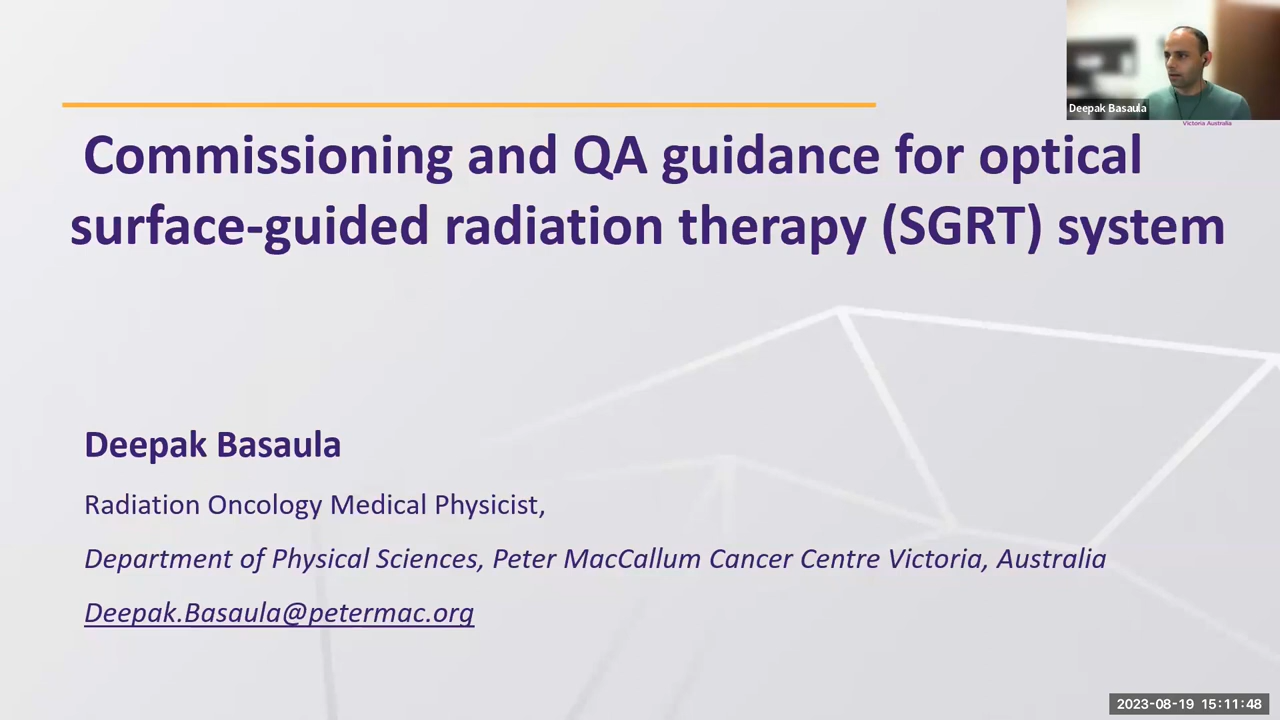 Deepak Basaula
Victoria Australia
Commissioning and QA guidance for optical
surface-guided radiation therapy (SGRT) system
Deepak Basaula
Radiation Oncology Medical Physicist,
Department of Physical Sciences, Peter MacCallum Cancer Centre Victoria, Australia
Deepak.Basaula@petermac.org
2023-08-19 15:11:48